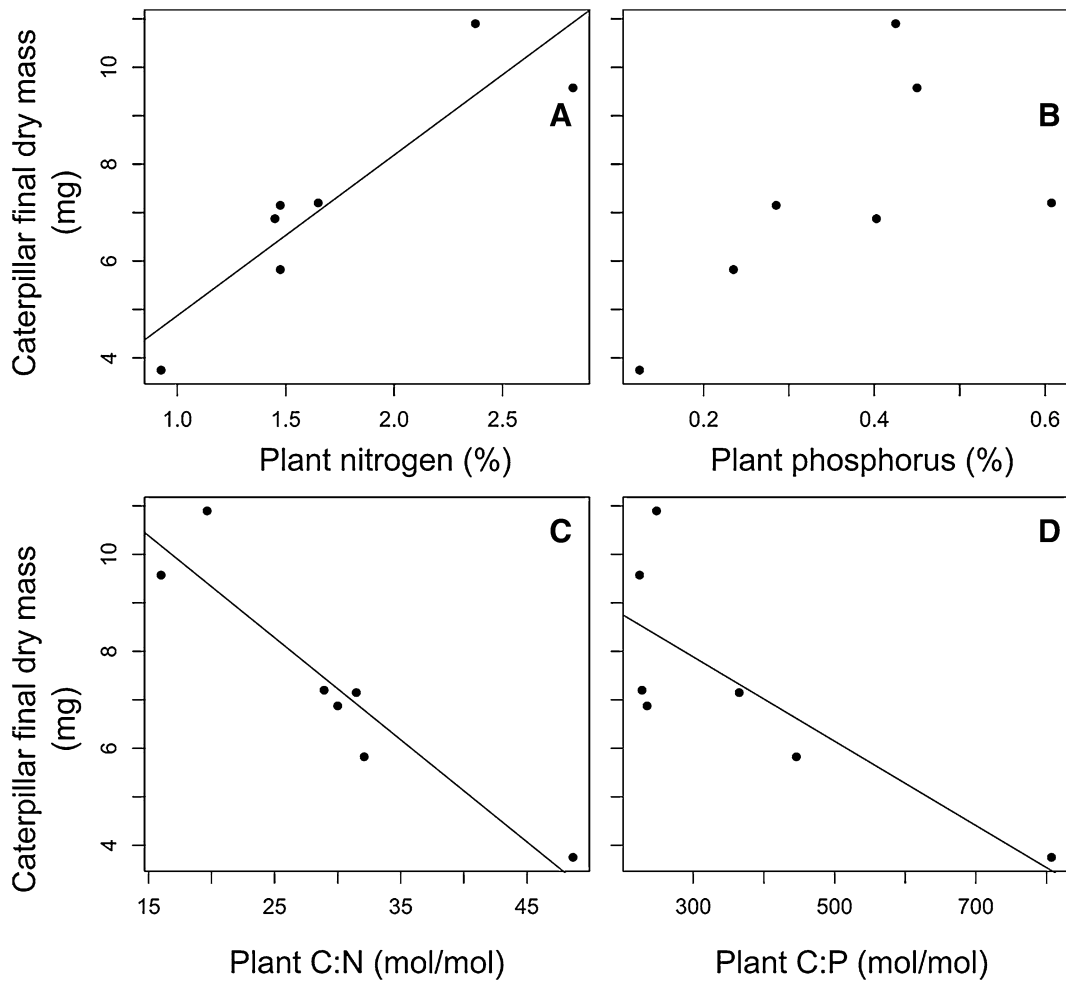 Caterpillar final dry mass
(mg)
10
8
6
4
A
1.0 1.5 2.0 2.5
Plant nitrogen (%)
B
0.2 0.4 0.6
Plant phosphorus (%)
Caterpillar final dry mass
(mg)
10
8
6
4
C
15 25 35 45
Plant C:N (mol/mol)
D
300 500 700
Plant C:P (mol/mol)